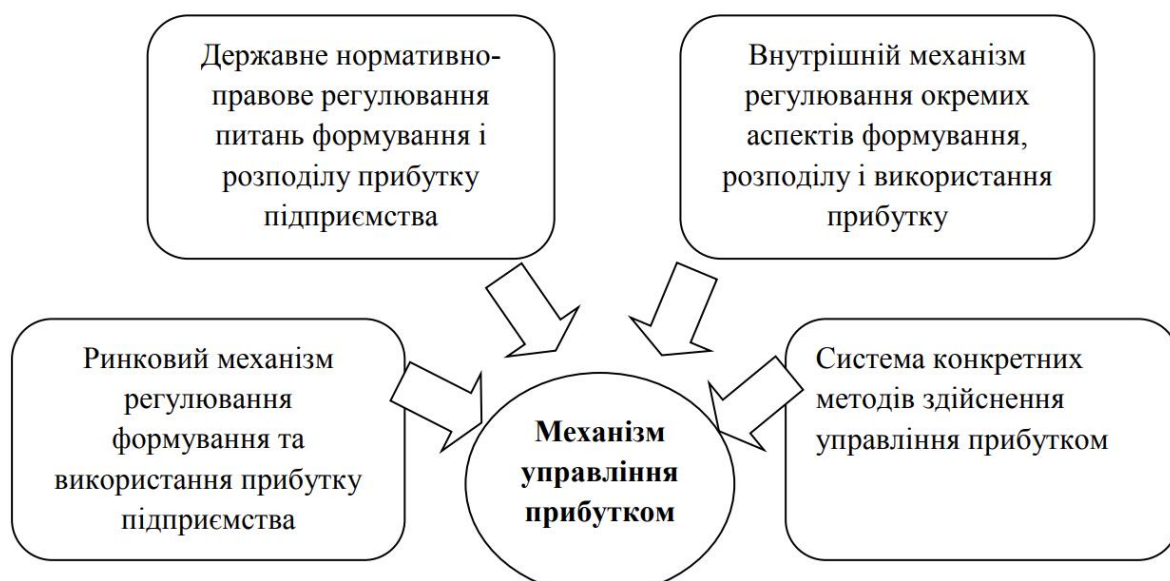 Державне нормативно-
правове регулювання
питань формування і
розподілу прибутку
підприємства
Внутрішній механізм
регулювання окремих
аспектів формування,
розподілу і використання
прибутку
Ринковий механізм
регулювання
формування та
використання прибутку
підприємства
Система конкретних
методів здійснення
управління прибутком
Механізм
управління
прибутком